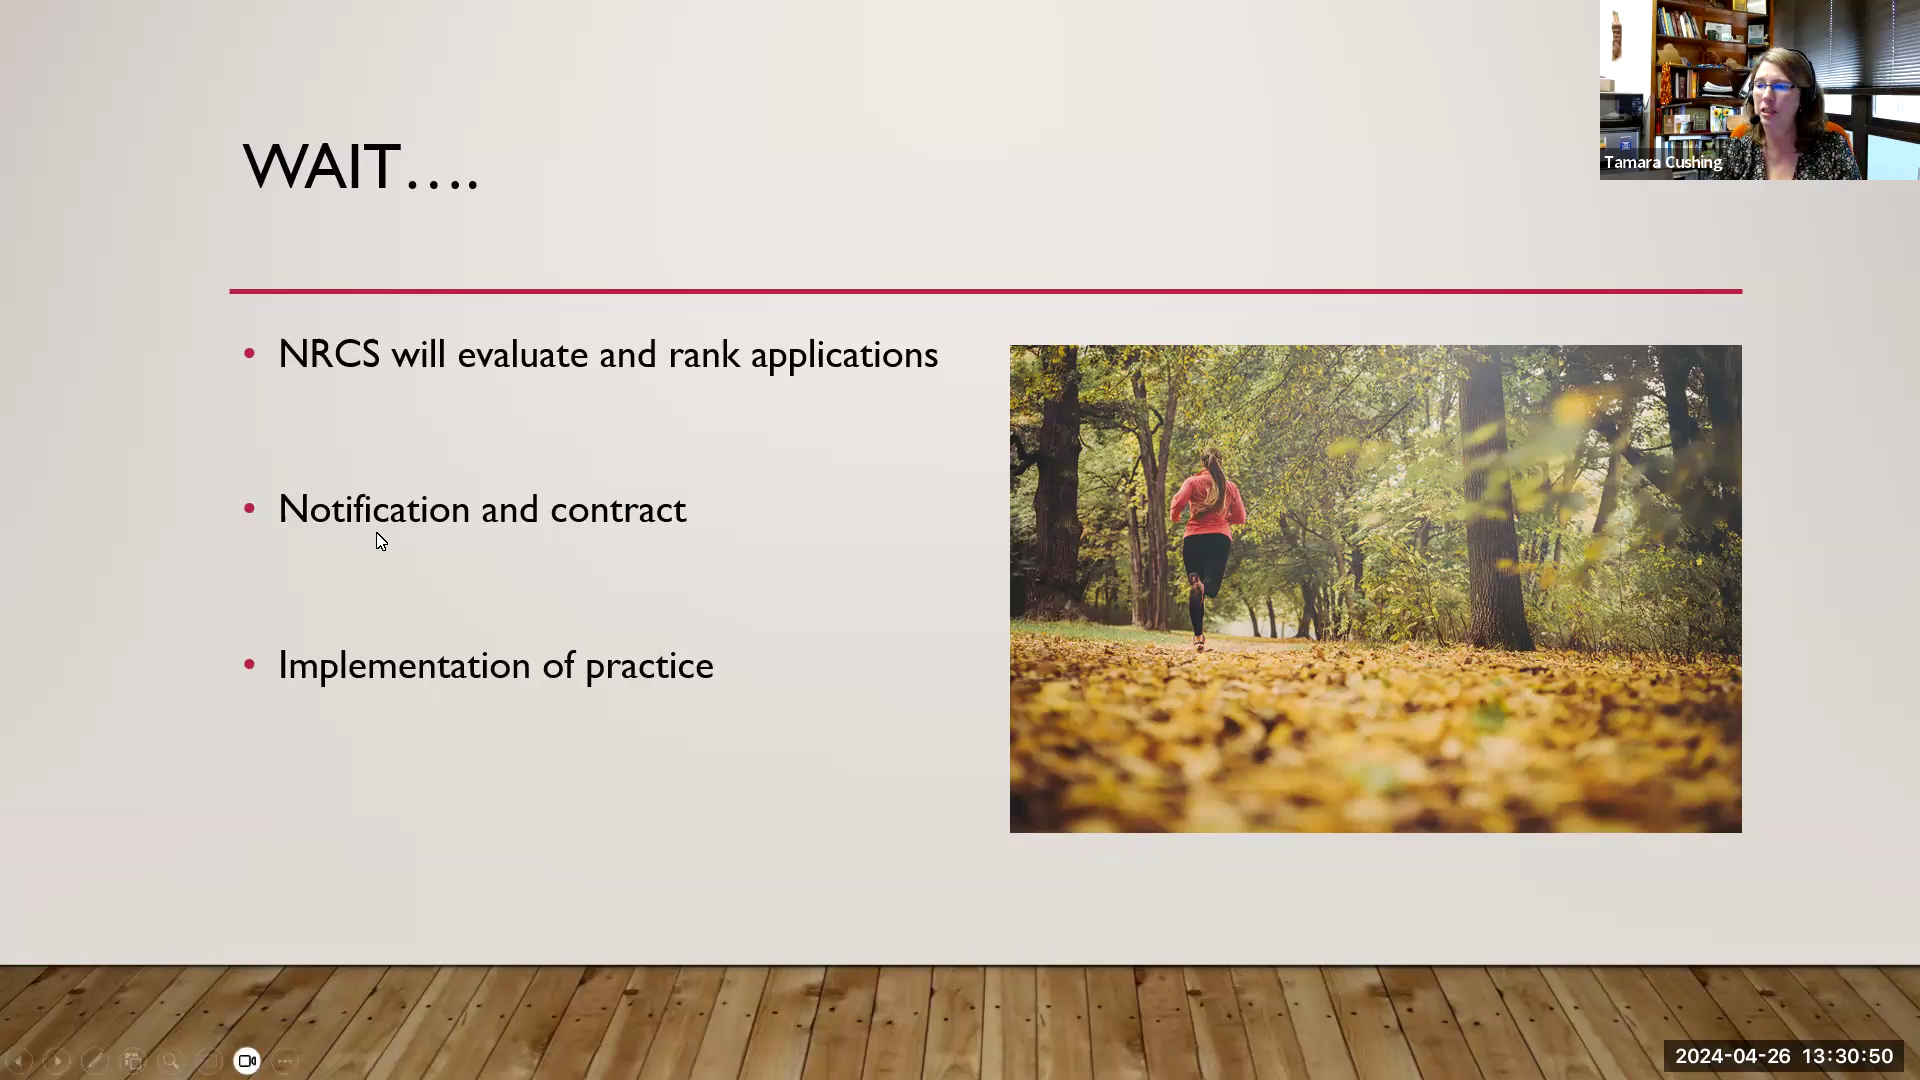 WAIT....
Tamara Cushing
• NRCS will evaluate and rank applications
• Notification and contract
• Implementation of practice
2024-04-26 13:30:50